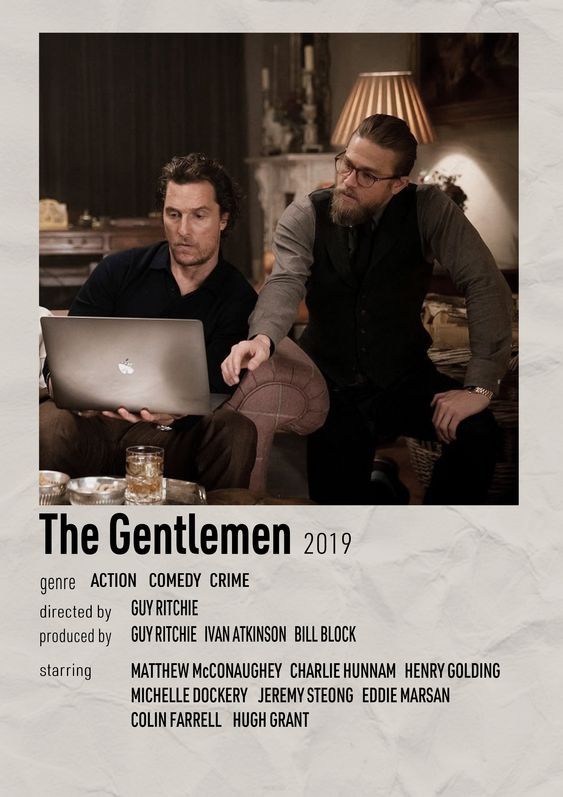 The Gentlemen 2019
genre ACTION COMEDY CRIME
directed by GUY RITCHIE
produced by GUY RITCHIE IVAN ATKINSON BILL BLOCK
starring MATTHEW McCONAUGHEY CHARLIE HUNNAM HENRY GOLDING
MICHELLE DOCKERY JEREMY STEONG EDDIE MARSAN
COLIN FARRELL HUGH GRANT